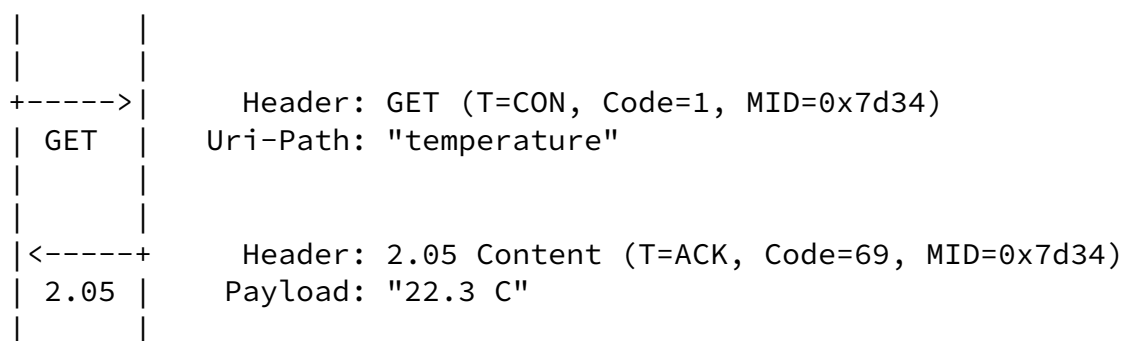 Header: GET (T=CON, Code=1, MID=0x7d34)
GET Uri-Path: "temperature"
Header: 2.05 Content (T=ACK, Code=69, MID=0x7d34)
2.05 Payload: "22.3 C"